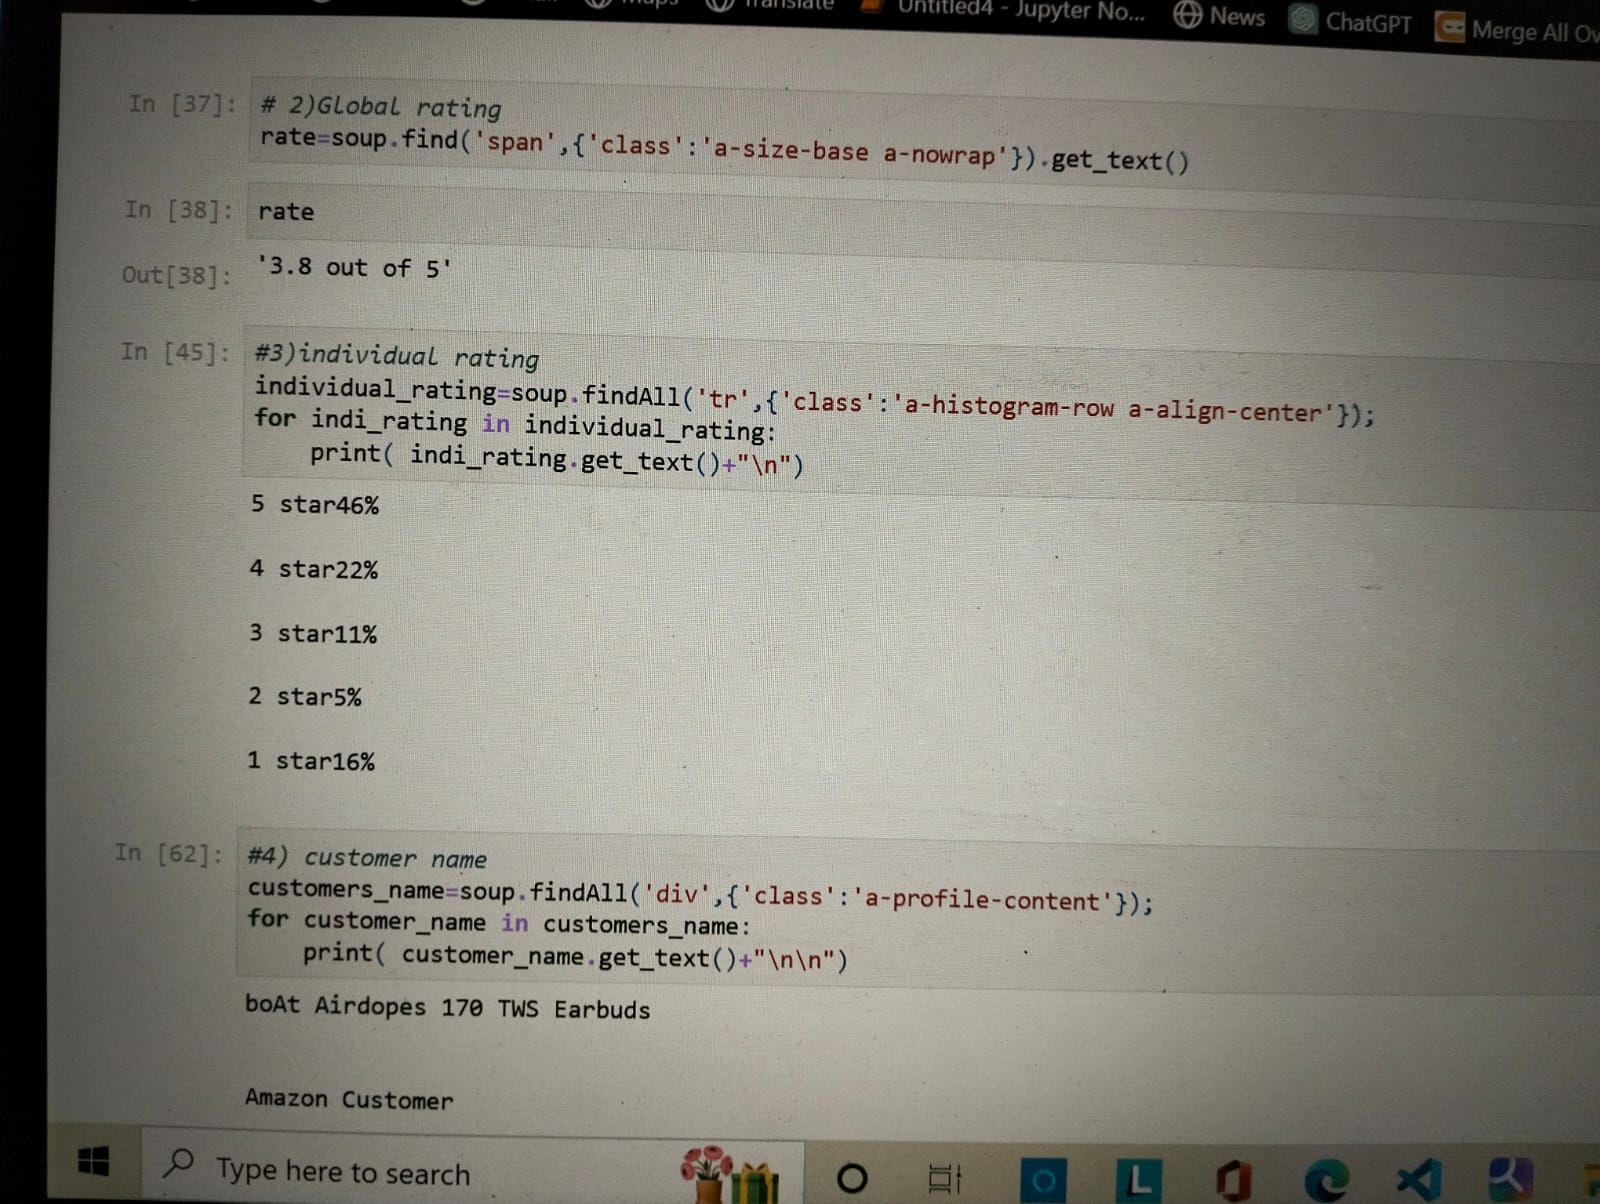 Maps
Translate
Untitled4 - Jupyter No...
News
ChatGPT
Merge All Ov
In [37]:
# 2)Global rating
rate=soup.find('span',{'class':'a-size-base a-nowrap'}).get_text()
In [38]:
rate
Out[38]:
'3.8 out of 5'
In [45]:
#3)individual rating
individual_rating=soup.findAll('tr',{'class':'a-histogram-row a-align-center'});
for indi_rating in individual_rating:
print( indi_rating.get_text()+"\n")
5 star46%
4 star22%
3 star11%
2 star5%
1 star16%
In [62]:
#4) customer name
customers_name=soup.findAll('div',{'class':'a-profile-content'});
for customer_name in customers_name:
print( customer_name.get_text()+"\n\n")
boAt Airdopes 170 TWS Earbuds
Amazon Customer
Type here to search
L